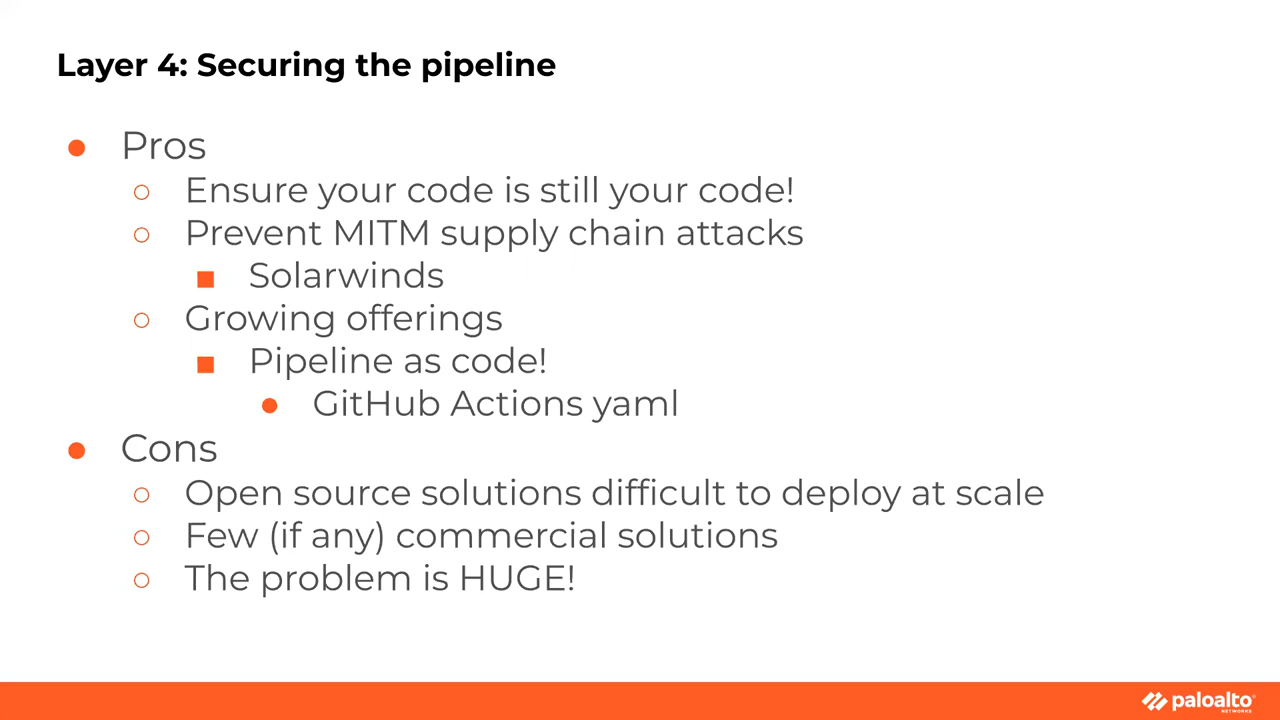 Layer 4: Securing the pipeline
Pros
Ensure your code is still your code!
Prevent MITM supply chain attacks
Solarwinds
Growing offerings
Pipeline as code!
GitHub Actions yaml
Cons
Open source solutions difficult to deploy at scale
Few (if any) commercial solutions
The problem is HUGE!
paloalto
NETWORKS